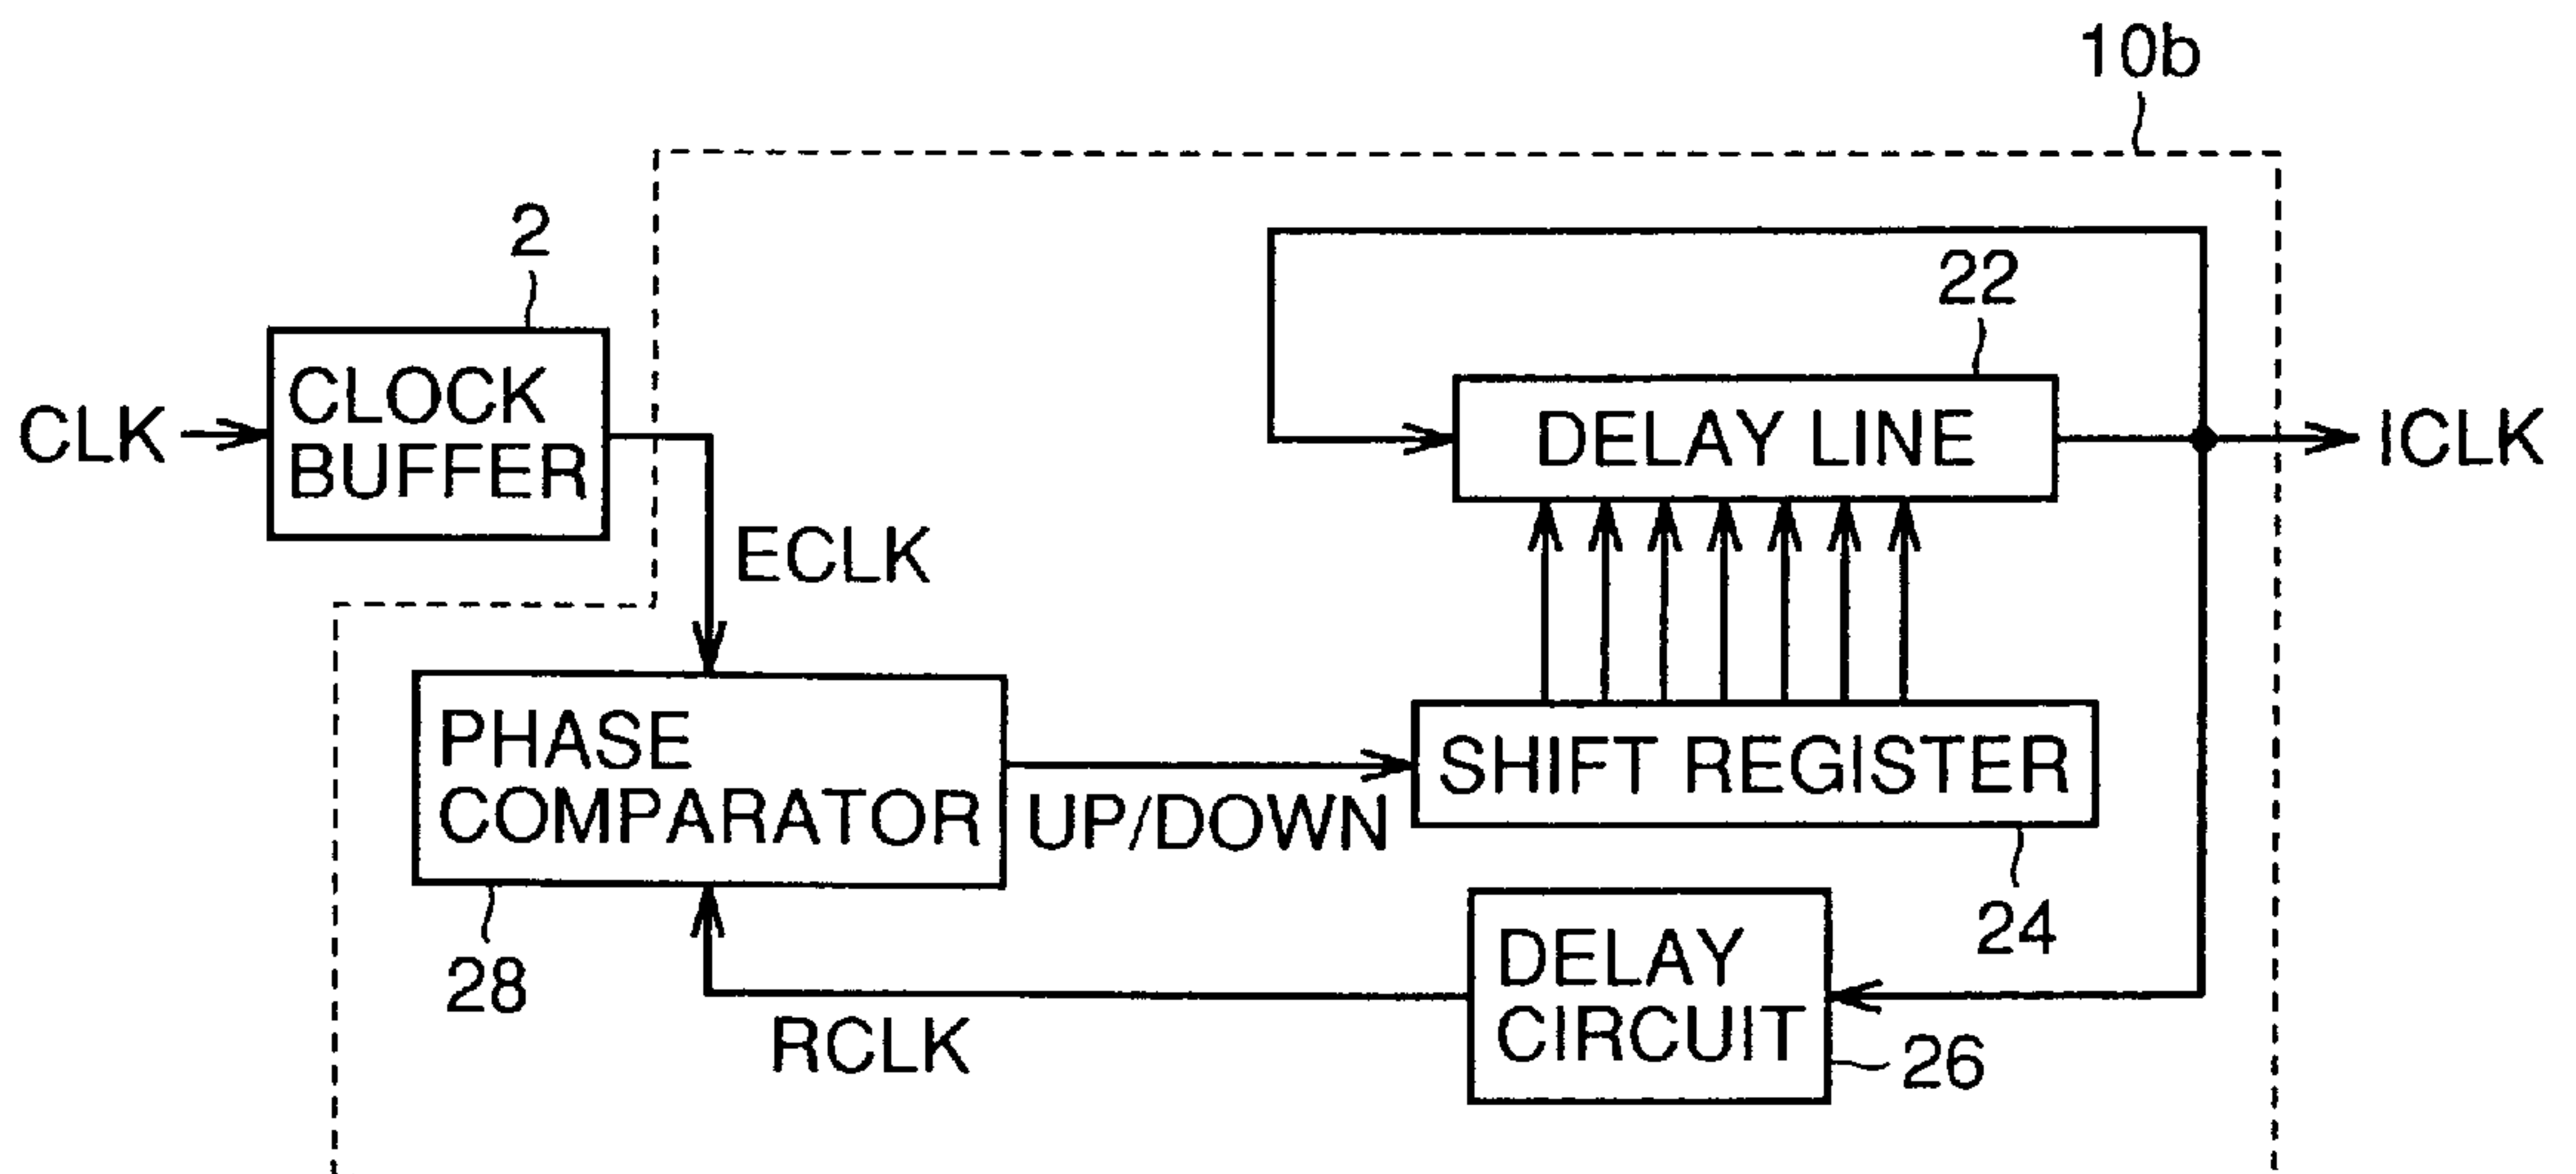 10b
2
22
CLK
CLOCK
BUFFER
DELAY LINE
ICLK
ECLK
PHASE
COMPARATOR
UP/DOWN
SHIFT REGISTER
28
24
DELAY
CIRCUIT
RCLK
26